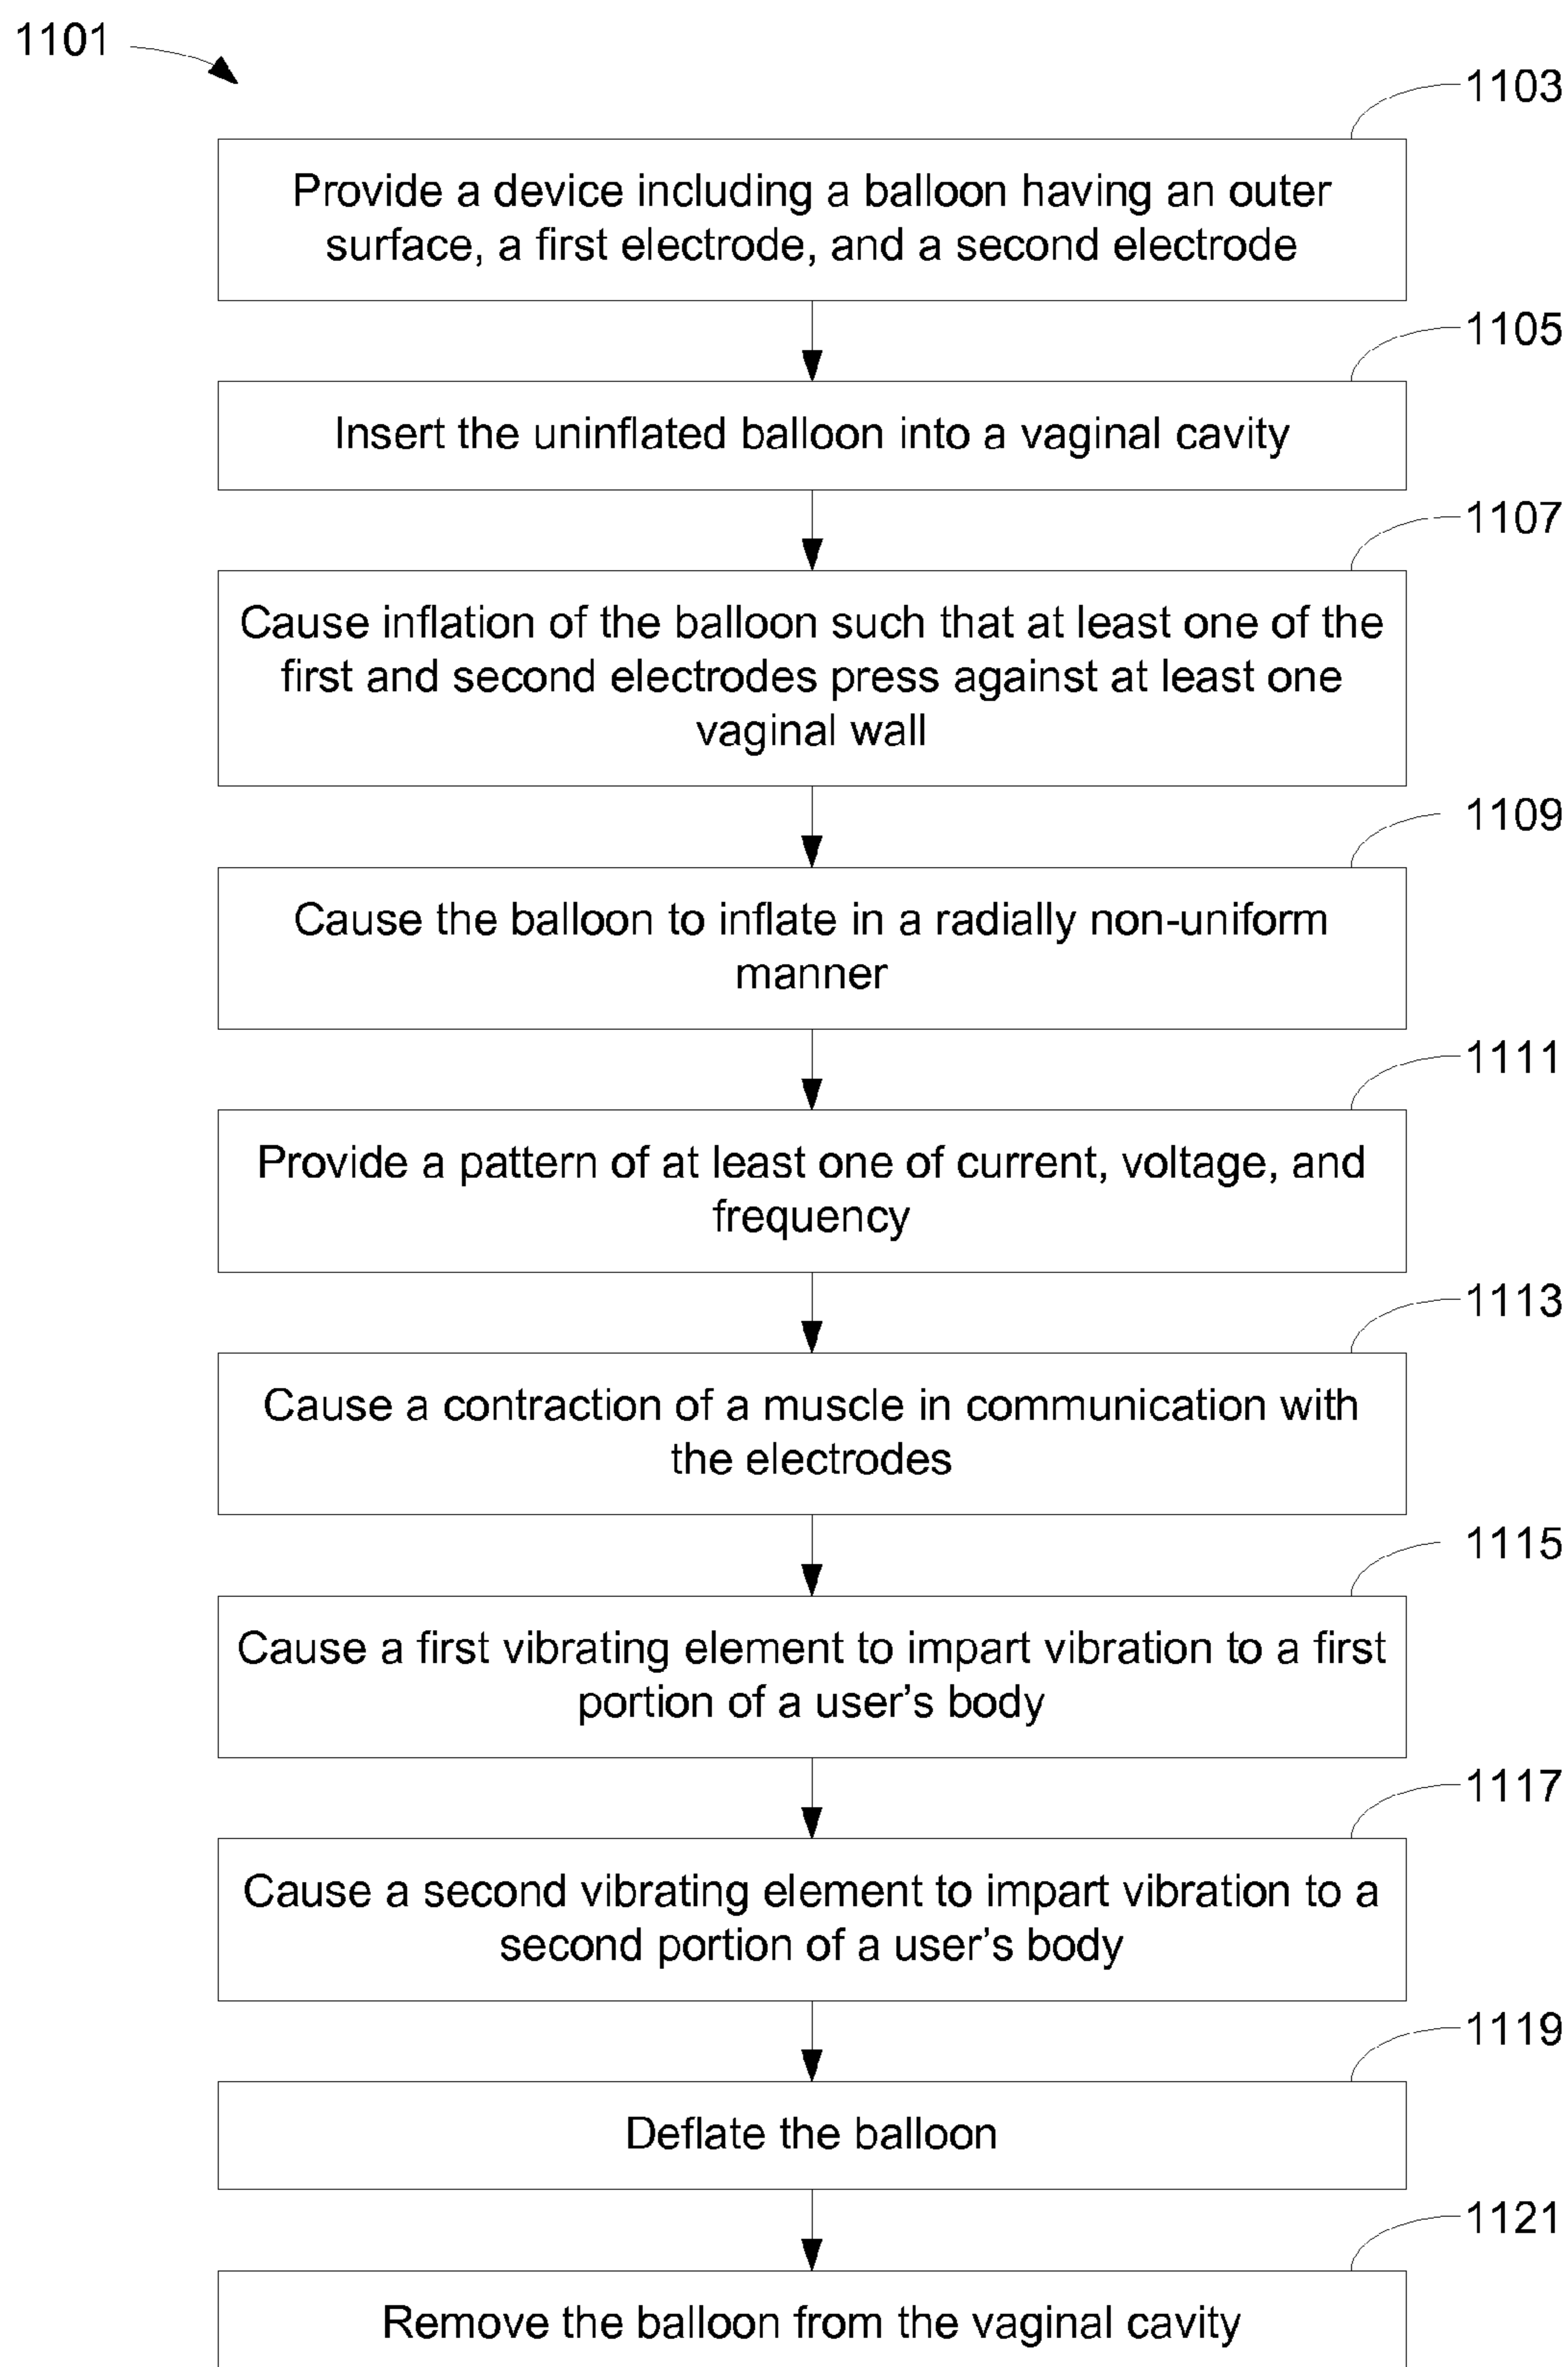 1101
1103
Provide a device including a balloon having an outer
surface, a first electrode, and a second electrode
1105
Insert the uninflated balloon into a vaginal cavity
1107
Cause inflation of the balloon such that at least one of the
first and second electrodes press against at least one
vaginal wall
1109
Cause the balloon to inflate in a radially non-uniform
manner
1111
Provide a pattern of at least one of current, voltage, and
frequency
1113
Cause a contraction of a muscle in communication with
the electrodes
1115
Cause a first vibrating element to impart vibration to a first
portion of a user’s body
1117
Cause a second vibrating element to impart vibration to a
second portion of a user’s body
1119
Deflate the balloon
1121
Remove the balloon from the vaginal cavity